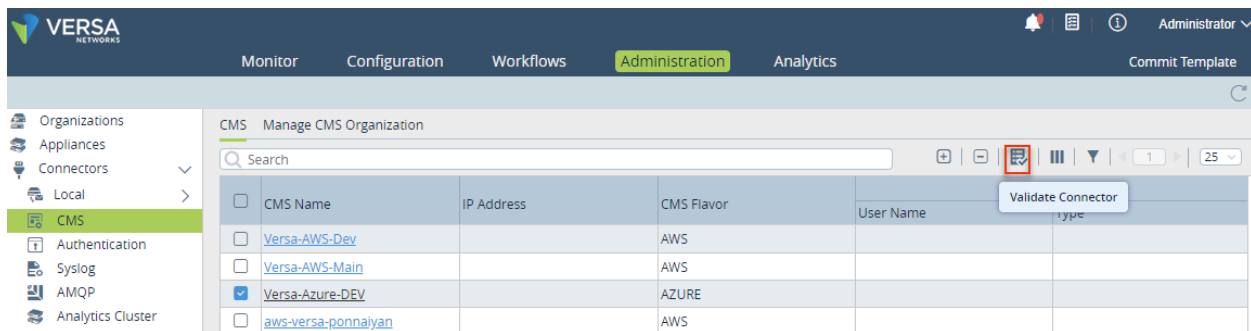 VERSA
NETWORKS
Administrator
Monitor Configuration Workflows Administration Analytics Commit Template
Organizations
Appliances
Connectors
Local
CMS
Authentication
Syslog
AMQP
Analytics Cluster
CMS Manage CMS Organization
Search
1 25
Validate Connector
CMS Name IP Address CMS Flavor
User Name Type
Versa-AWS-Dev AWS
Versa-AWS-Main AWS
Versa-Azure-DEV AZURE
aws-versa-ponnaiyan AWS